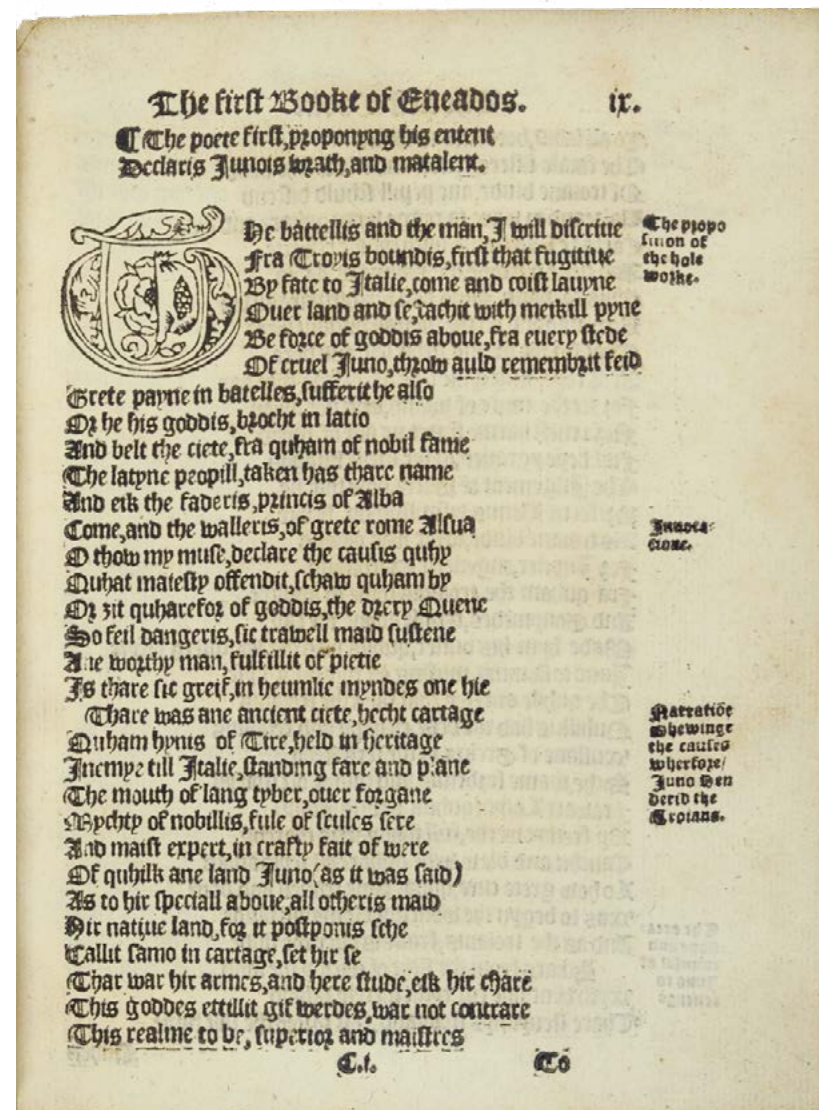 The first Booke of Eneados. ix.
¶ The poete first, proponyng his entent
Declaris Junois wrath, and matalent.
THe battellis and the man, I will discriue
Fra Troyis boundis, first that fugitiue
By fate to Italie, come and coist lauyne
Ouer land and se, cachit with meikill pyne
Be force of goddis aboue, fra euery stede
Of cruel Juno, throw auld remembrit feid
Grete payne in batelles, sufferit he also
Or he his goddis, brocht in latio
And belt the ciete, fra quham of nobil fame
The latyne peopill, taken has thare name
And eik the faderis, princis of Alba
Come, and the walleris, of grete rome Alsua
O thow my muse, declare the causis quhy
Quhat maiesty offendit, schaw quham by
Or zit quharefor of goddis, the drery Quene
So feil dangeris, sic trawell maid sustene
Ane worthy man, fulfillit of pietie
Is thare sic greif, in heuinlie myndes one hie
Thare was ane ancient ciete, hecht cartage
Quham hynis of Tire, held in heritage
Inemye till Italie, standing fare and plane
The mouth of lang tyber, ouer forgane
Mychty of nobillis, fule of scules sere
And maist expert, in crafty fait of were
Of quhilk ane land Juno (as it was said)
As to hir speciall aboue, all otheris maid
Hir natiue land, for it postponis sche
Callit samo in cartage, set hir se
Thar war hir armes, and here stude, eik hir chare
This goddes ettillit gif werdes, war not contrare
This realme to be, superior and maistres
C.i. To
The propo
sition of
the hole
worke.
Inuoca-
cione.
Narratiōe
Shewinge
the causes
wherfore/
Juno
derid the
Troians.